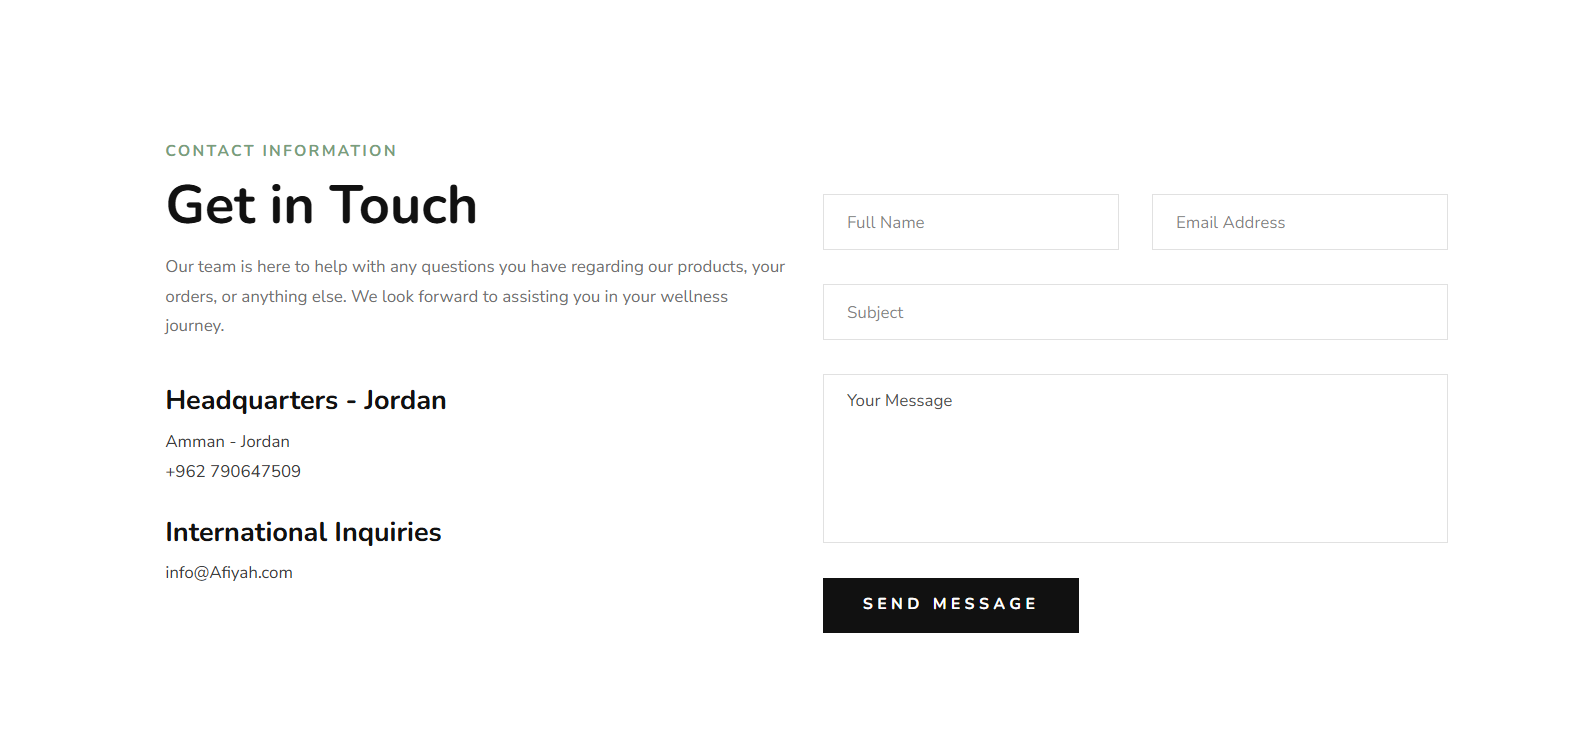 CONTACT INFORMATION
Get in Touch
Our team is here to help with any questions you have regarding our products, your
orders, or anything else. We look forward to assisting you in your wellness
journey.
Headquarters - Jordan
Amman - Jordan
+962 790647509
International Inquiries
info@Afiyah.com
Full Name
Email Address
Subject
Your Message
SEND MESSAGE